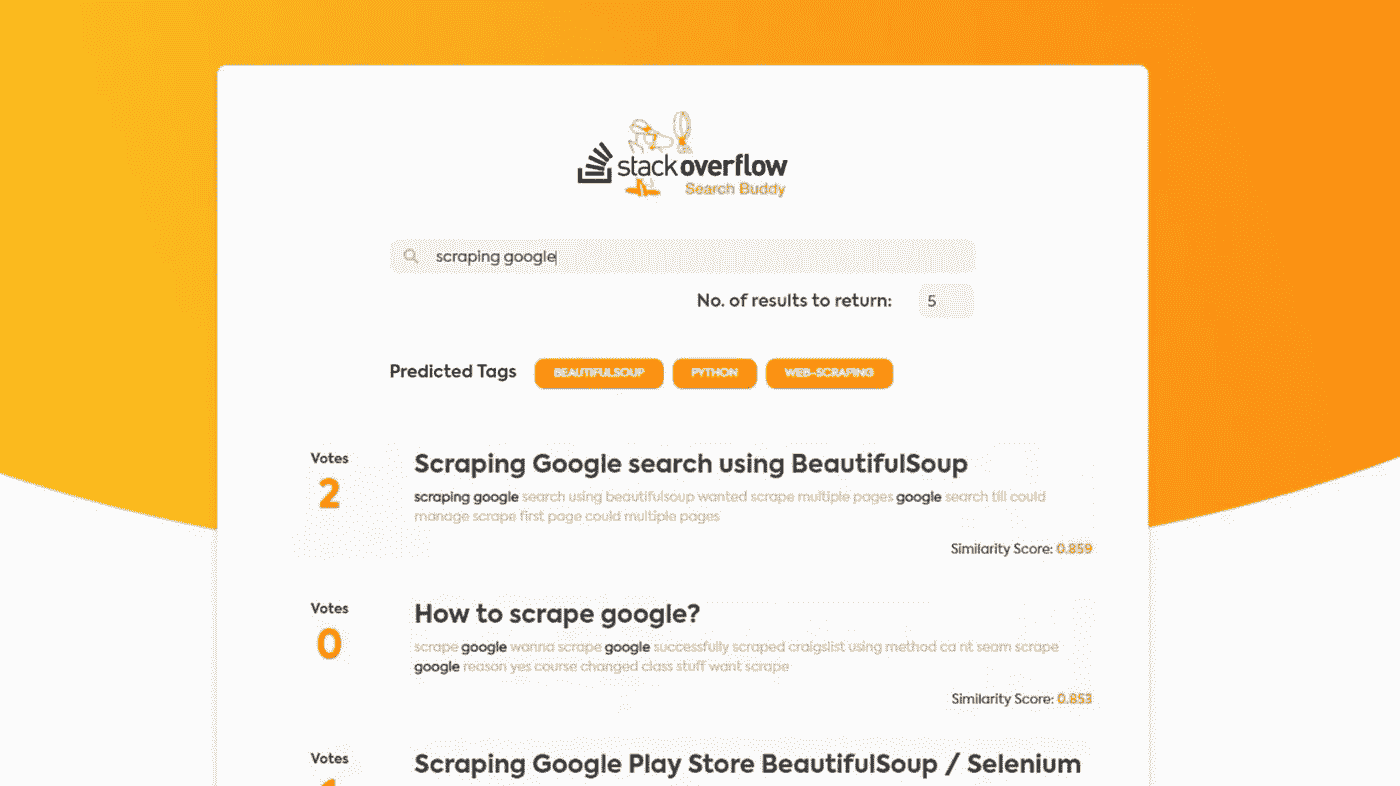 stackoverflow
Search Buddy
scraping google
No. of results to return: 5
Predicted Tags BEAUTIFULSOUP PYTHON WEB-SCRAPING
Votes
2
Scraping Google search using BeautifulSoup
scraping google search using beautifulsoup wanted scrape multiple pages google search till could
manage scrape first page could multiple pages
Similarity Score: 0.859
Votes
0
How to scrape google?
scrape google wanna scrape google successfully scraped craigslist using method ca nt seam scrape
google reason yes course changed class stuff want scrape
Similarity Score: 0.853
Votes
Scraping Google Play Store BeautifulSoup / Selenium